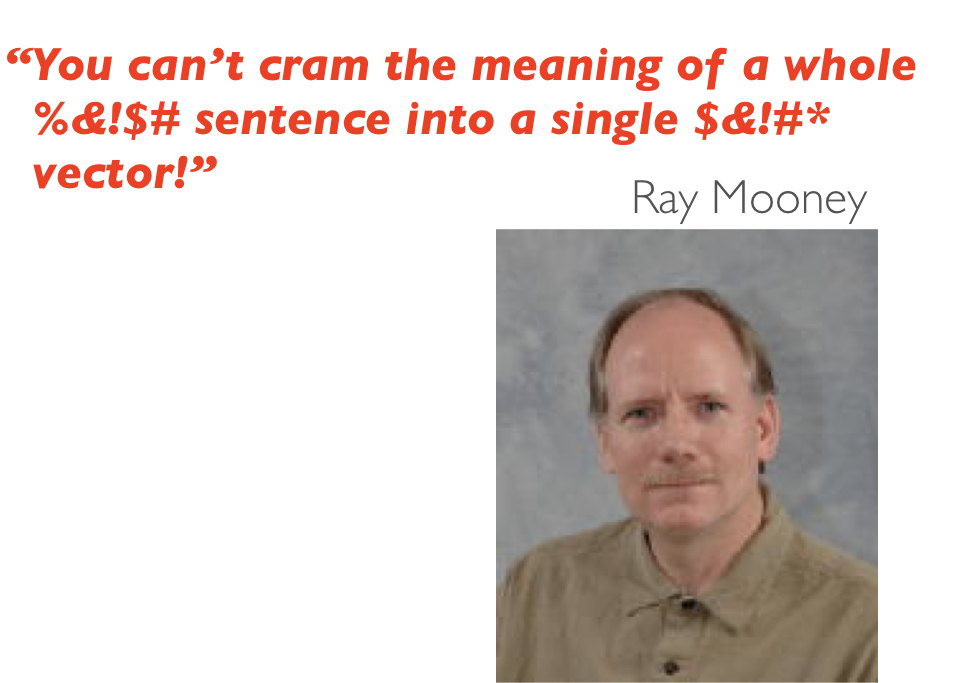 “You can’t cram the meaning of a whole
%&!$# sentence into a single $&!#*
vector!”
Ray Mooney